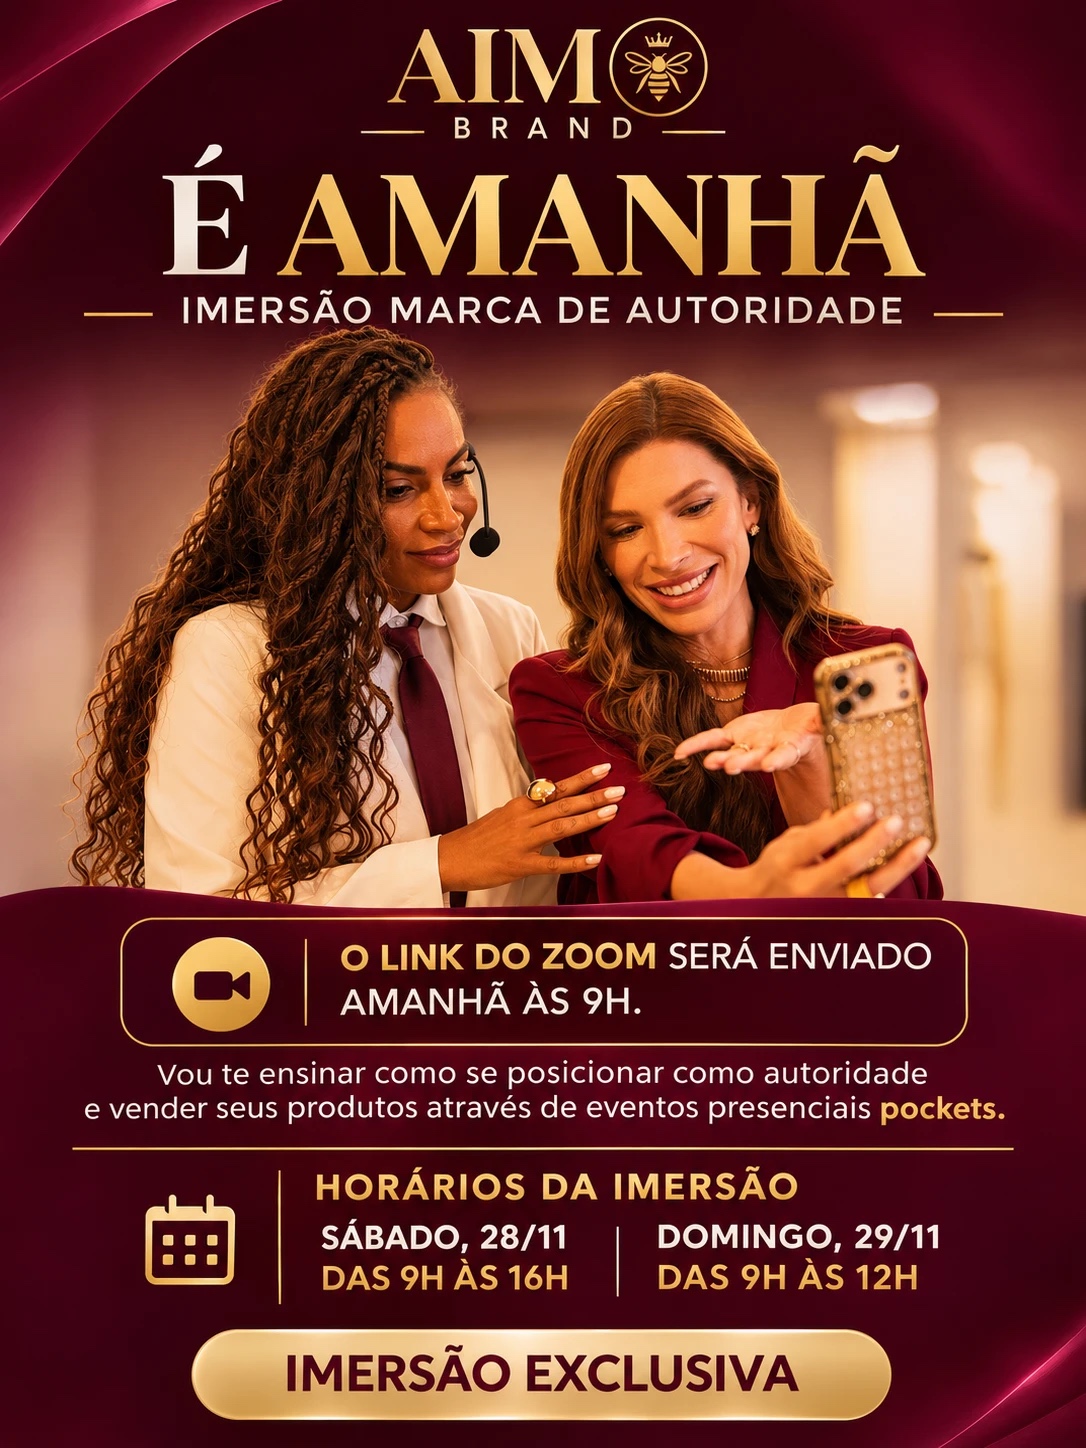 AIM
BRAND
É AMANHÃ
IMERSÃO MARCA DE AUTORIDADE
O LINK DO ZOOM SERÁ ENVIADO
AMANHÃ ÀS 9H.
Vou te ensinar como se posicionar como autoridade
e vender seus produtos através de eventos presenciais pockets.
HORÁRIOS DA IMERSÃO
SÁBADO, 28/11
DAS 9H ÀS 16H
DOMINGO, 29/11
DAS 9H ÀS 12H
IMERSÃO EXCLUSIVA